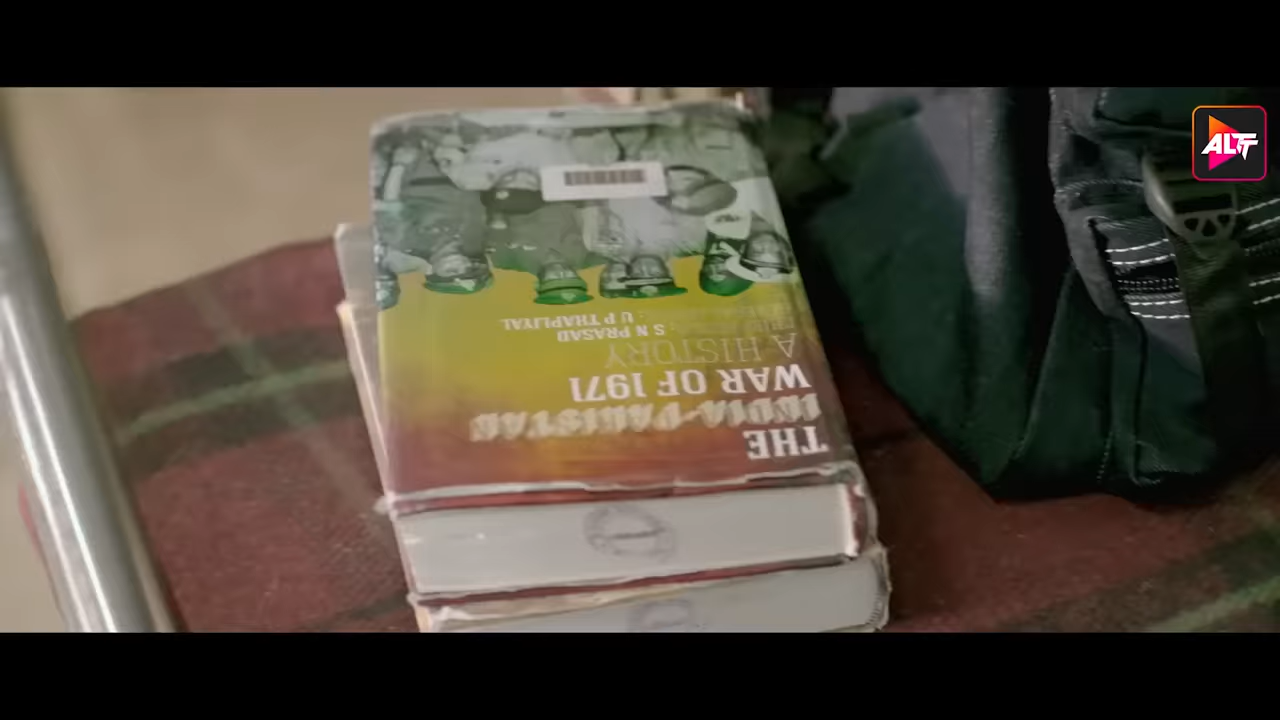 THE
INDIA-PAKISTAN
WAR OF 1971
A HISTORY
S N PRASAD
U P THAPLIYAL
ALTT